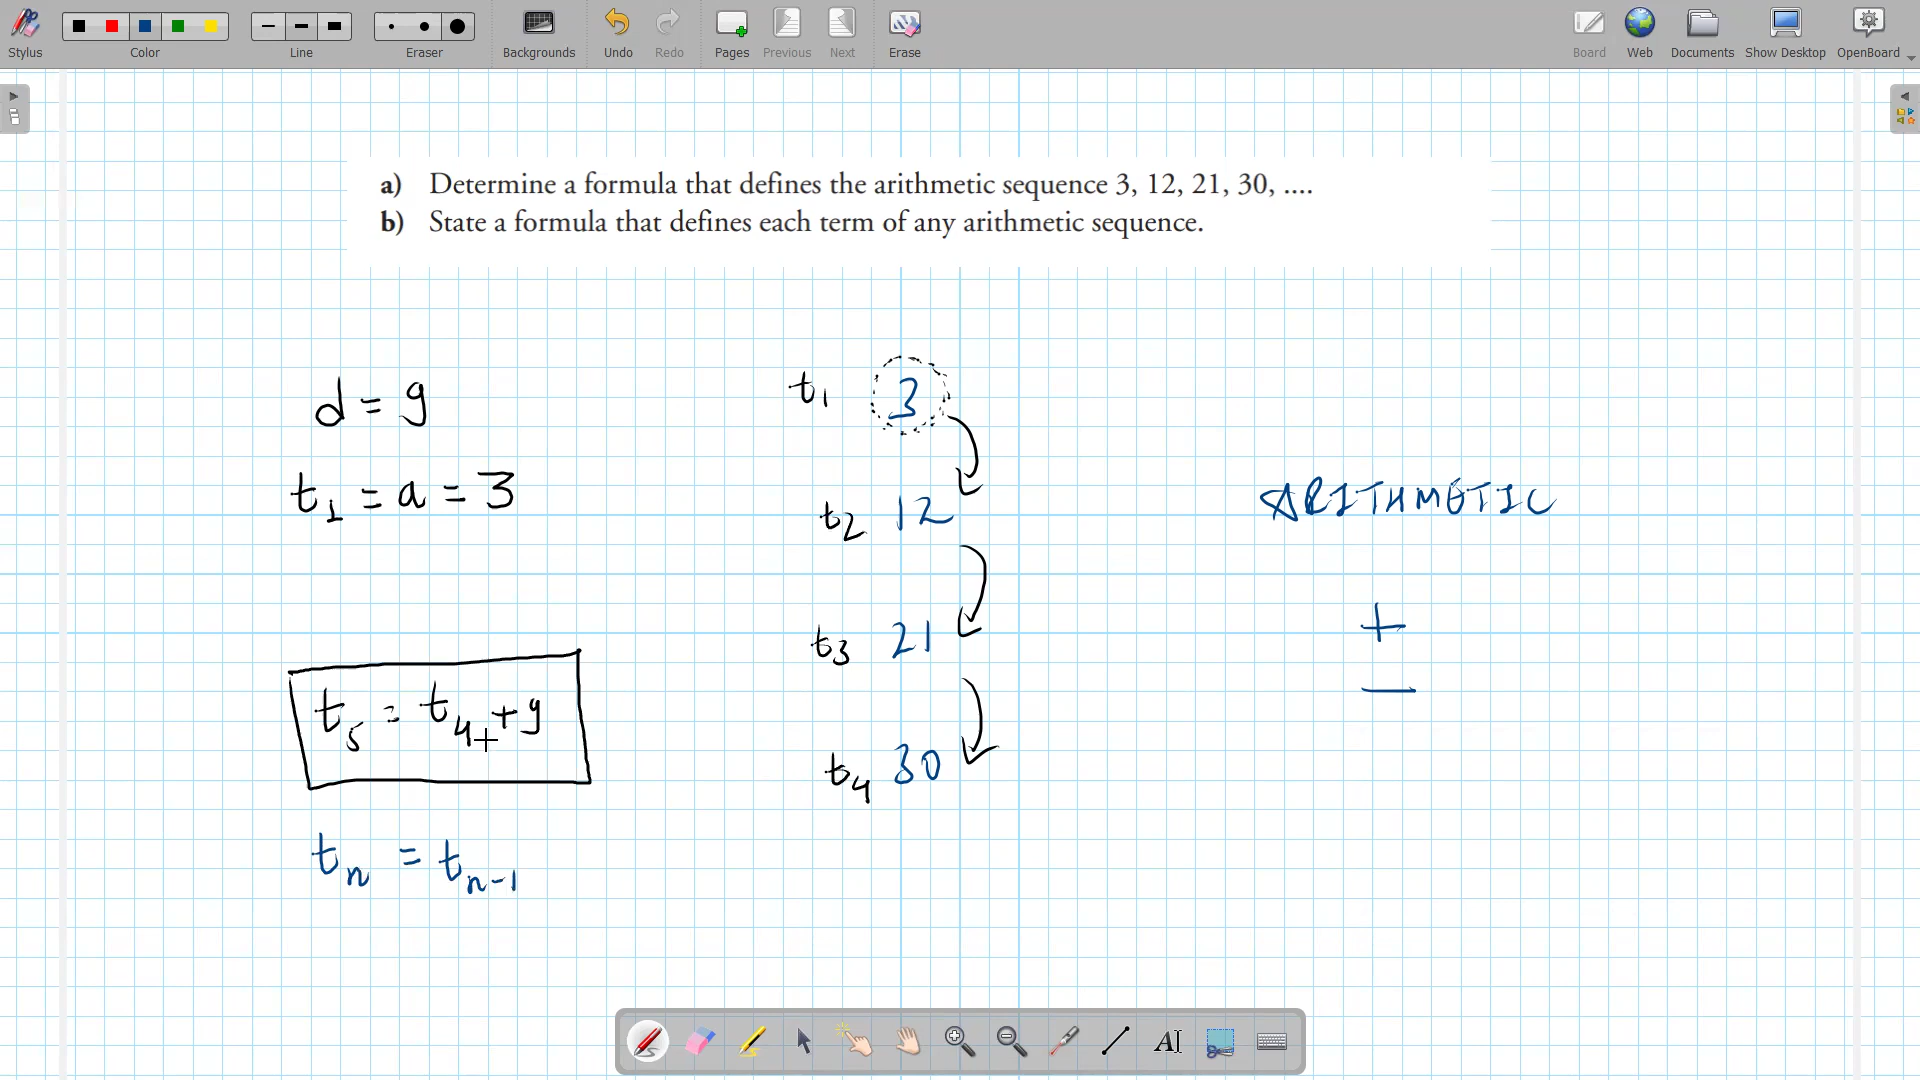 Stylus
Color
Line
Eraser
Backgrounds
Undo
Redo
Pages
Previous
Next
Erase
Board
Web
Documents
Show Desktop
OpenBoard
a) Determine a formula that defines the arithmetic sequence 3, 12, 21, 30, ....
b) State a formula that defines each term of any arithmetic sequence.
d = 9
t1 = a = 3
t5 = t4 + 9
tn = tn-1
t1 3
t2 12
t3 21
t4 30
ARITHMETIC
+
−